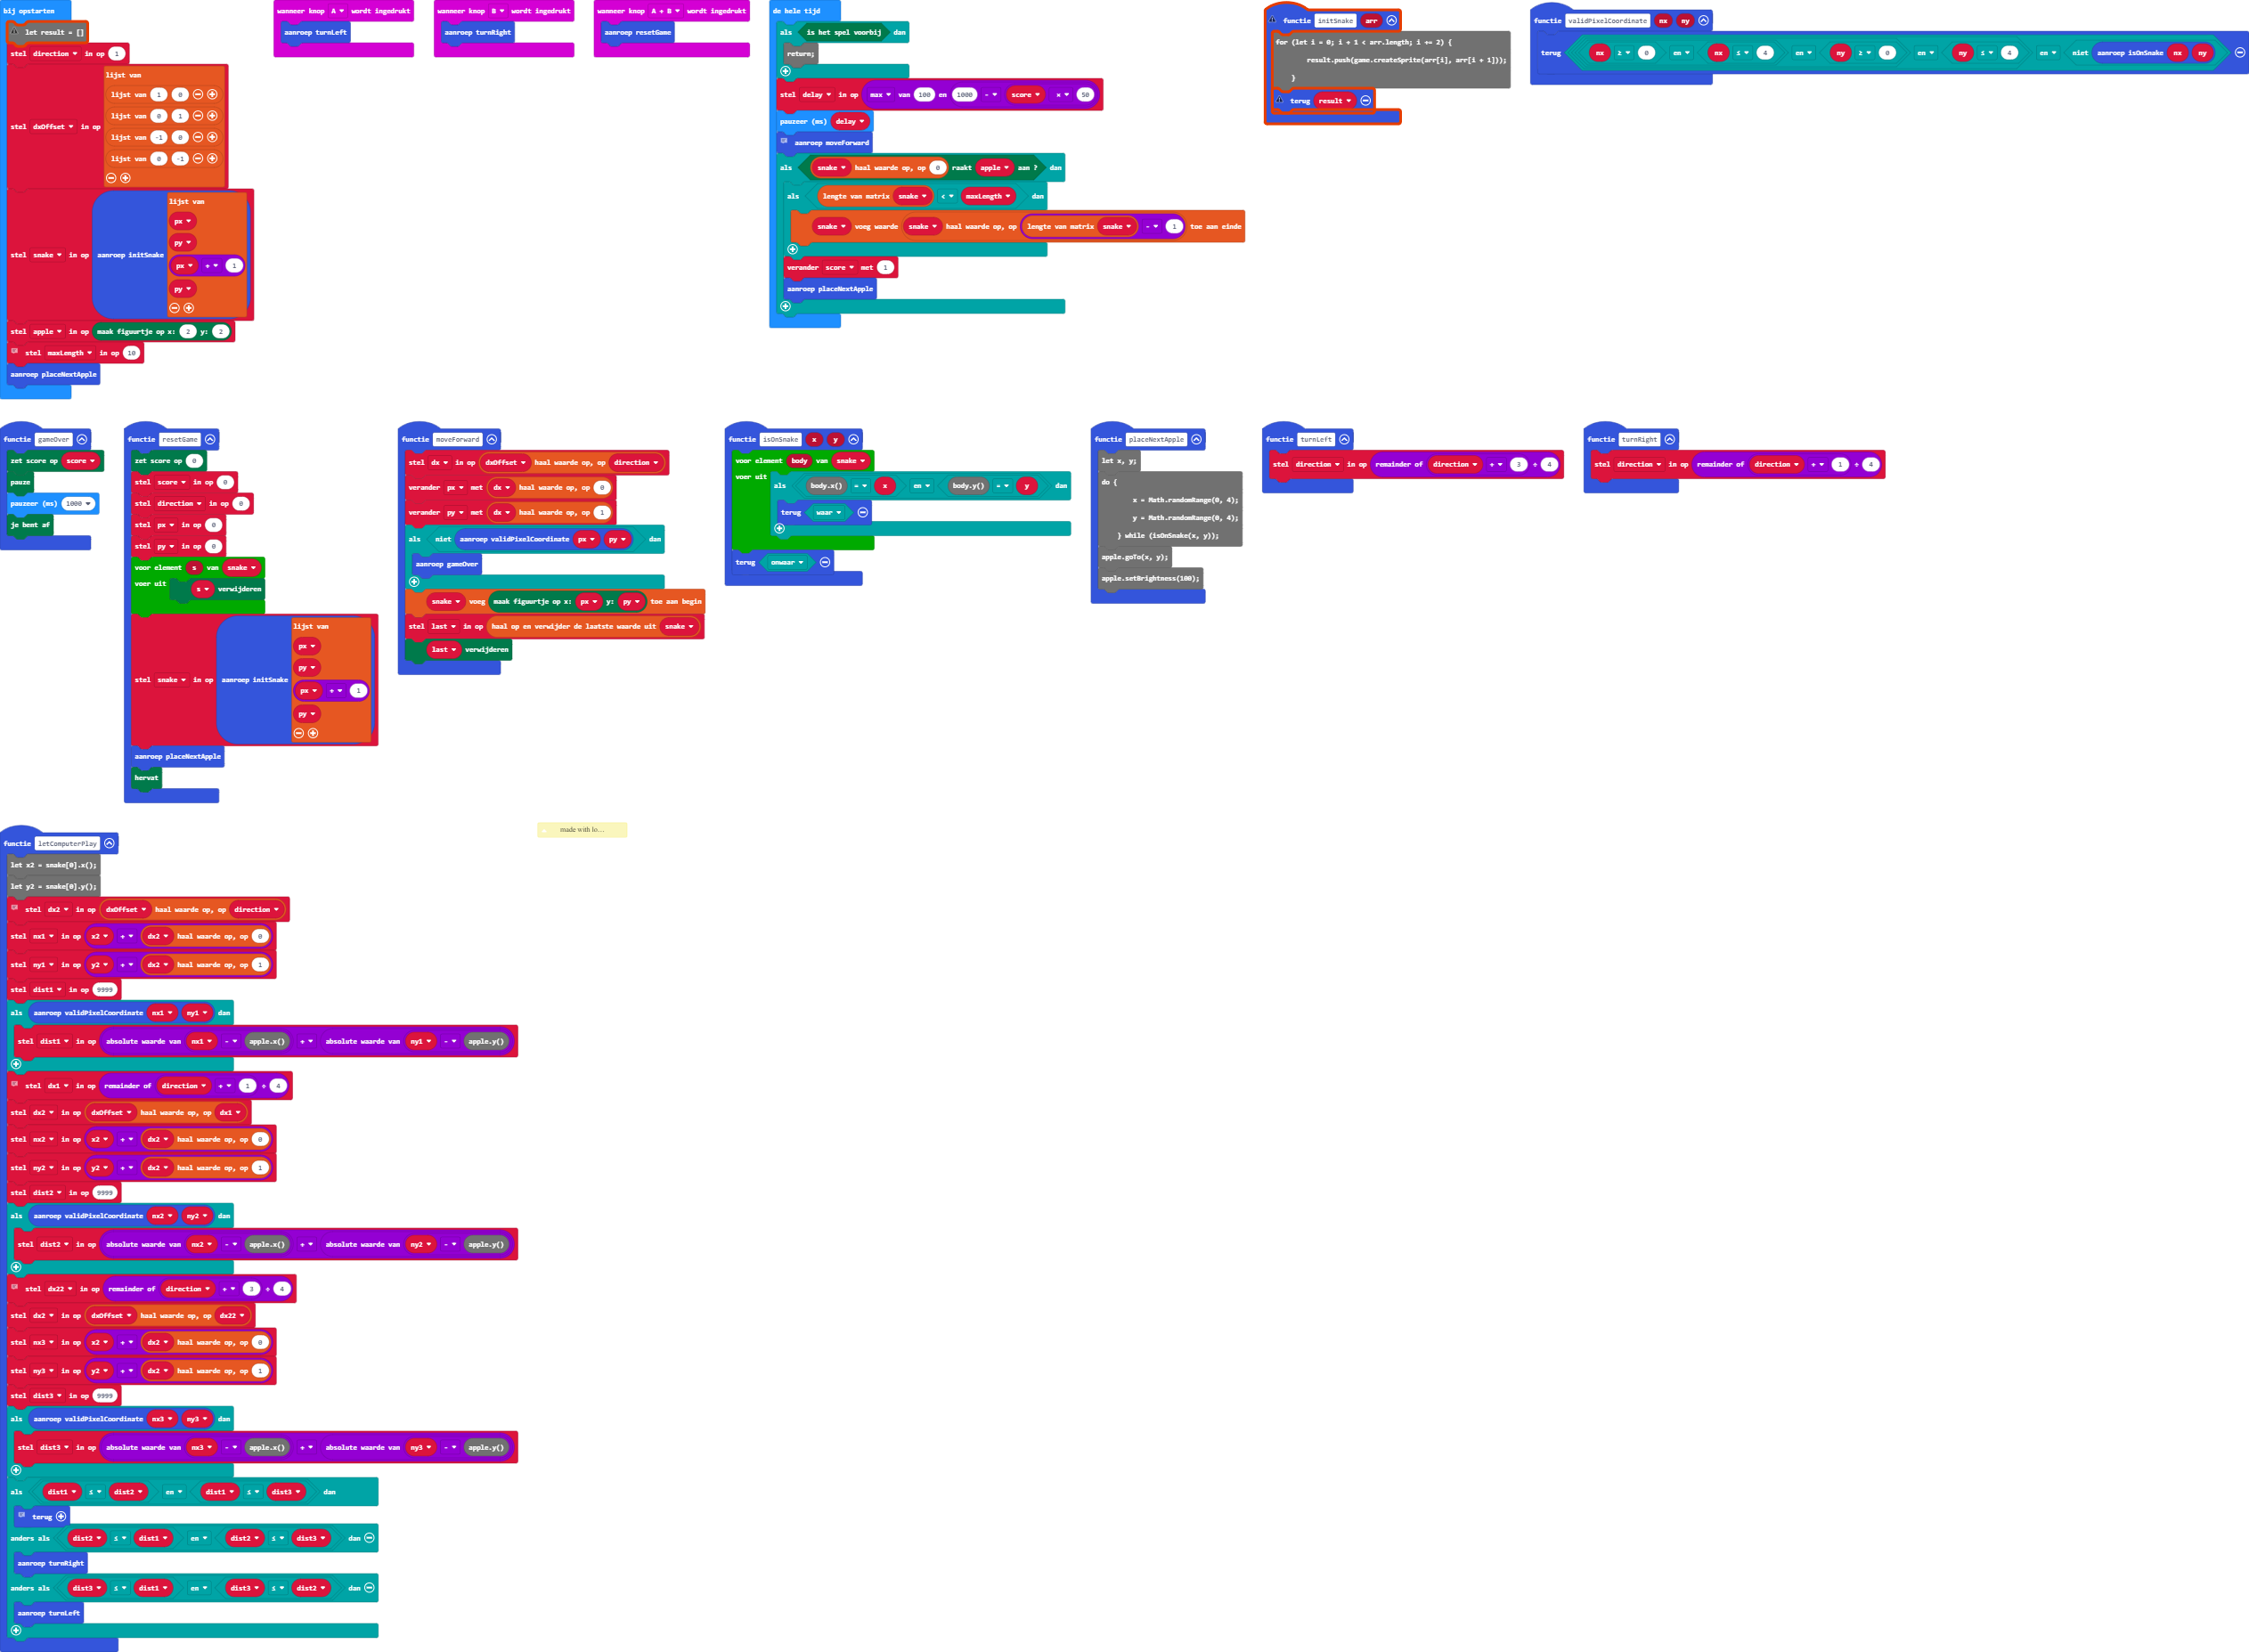 bij opstarten
let result = []
stel direction in op 1
stel dxOffset in op
lijst van
lijst van 1 0
lijst van 0 1
lijst van -1 0
lijst van 0 -1
stel snake in op aanroep initSnake
lijst van
px
py
px + 1
py
stel apple in op maak figuurtje op x: 2 y: 2
stel maxLength in op 10
aanroep placeNextApple
wanneer knop A wordt ingedrukt
aanroep turnLeft
wanneer knop B wordt ingedrukt
aanroep turnRight
wanneer knop A + B wordt ingedrukt
aanroep resetGame
de hele tijd
als is het spel voorbij dan
return;
stel delay in op max van 100 en 1000 - score × 50
pauzeer (ms) delay
aanroep moveForward
als snake haal waarde op, op 0 raakt apple aan ? dan
als lengte van matrix snake < maxLength dan
snake voeg waarde snake haal waarde op, op lengte van matrix snake - 1 toe aan einde
verander score met 1
aanroep placeNextApple
functie initSnake arr
for (let i = 0; i + 1 < arr.length; i += 2) {
result.push(game.createSprite(arr[i], arr[i + 1]));
}
terug result
functie validPixelCoordinate nx ny
terug nx ≥ 0 en nx ≤ 4 en ny ≥ 0 en ny ≤ 4 en niet aanroep isOnSnake nx ny
functie gameOver
zet score op score
pauze
pauzeer (ms) 1000
je bent af
functie resetGame
zet score op 0
stel score in op 0
stel direction in op 0
stel px in op 0
stel py in op 0
voor element s van snake
voer uit s verwijderen
stel snake in op aanroep initSnake
lijst van
px
py
px + 1
py
aanroep placeNextApple
hervat
functie moveForward
stel dx in op dxOffset haal waarde op, op direction
verander px met dx haal waarde op, op 0
verander py met dx haal waarde op, op 1
als niet aanroep validPixelCoordinate px py dan
aanroep gameOver
snake voeg maak figuurtje op x: px y: py toe aan begin
stel last in op haal op en verwijder de laatste waarde uit snake
last verwijderen
functie isOnSnake x y
voor element body van snake
voer uit
als body.x() = x en body.y() = y dan
terug waar
terug onwaar
functie placeNextApple
let x, y;
do {
x = Math.randomRange(0, 4);
y = Math.randomRange(0, 4);
} while (isOnSnake(x, y));
apple.goTo(x, y);
apple.setBrightness(100);
functie turnLeft
stel direction in op remainder of direction + 3 ÷ 4
functie turnRight
stel direction in op remainder of direction + 1 ÷ 4
made with lo...
functie letComputerPlay
let x2 = snake[0].x();
let y2 = snake[0].y();
stel dx2 in op dxOffset haal waarde op, op direction
stel nx1 in op x2 + dx2 haal waarde op, op 0
stel ny1 in op y2 + dx2 haal waarde op, op 1
stel dist1 in op 9999
als aanroep validPixelCoordinate nx1 ny1 dan
stel dist1 in op absolute waarde van nx1 - apple.x() + absolute waarde van ny1 - apple.y()
stel dx1 in op remainder of direction + 1 ÷ 4
stel dx2 in op dxOffset haal waarde op, op dx1
stel nx2 in op x2 + dx2 haal waarde op, op 0
stel ny2 in op y2 + dx2 haal waarde op, op 1
stel dist2 in op 9999
als aanroep validPixelCoordinate nx2 ny2 dan
stel dist2 in op absolute waarde van nx2 - apple.x() + absolute waarde van ny2 - apple.y()
stel dx22 in op remainder of direction + 3 ÷ 4
stel dx2 in op dxOffset haal waarde op, op dx22
stel nx3 in op x2 + dx2 haal waarde op, op 0
stel ny3 in op y2 + dx2 haal waarde op, op 1
stel dist3 in op 9999
als aanroep validPixelCoordinate nx3 ny3 dan
stel dist3 in op absolute waarde van nx3 - apple.x() + absolute waarde van ny3 - apple.y()
als dist1 ≤ dist2 en dist1 ≤ dist3 dan
terug
anders als dist2 ≤ dist1 en dist2 ≤ dist3 dan
aanroep turnRight
anders als dist3 ≤ dist1 en dist3 ≤ dist2 dan
aanroep turnLeft